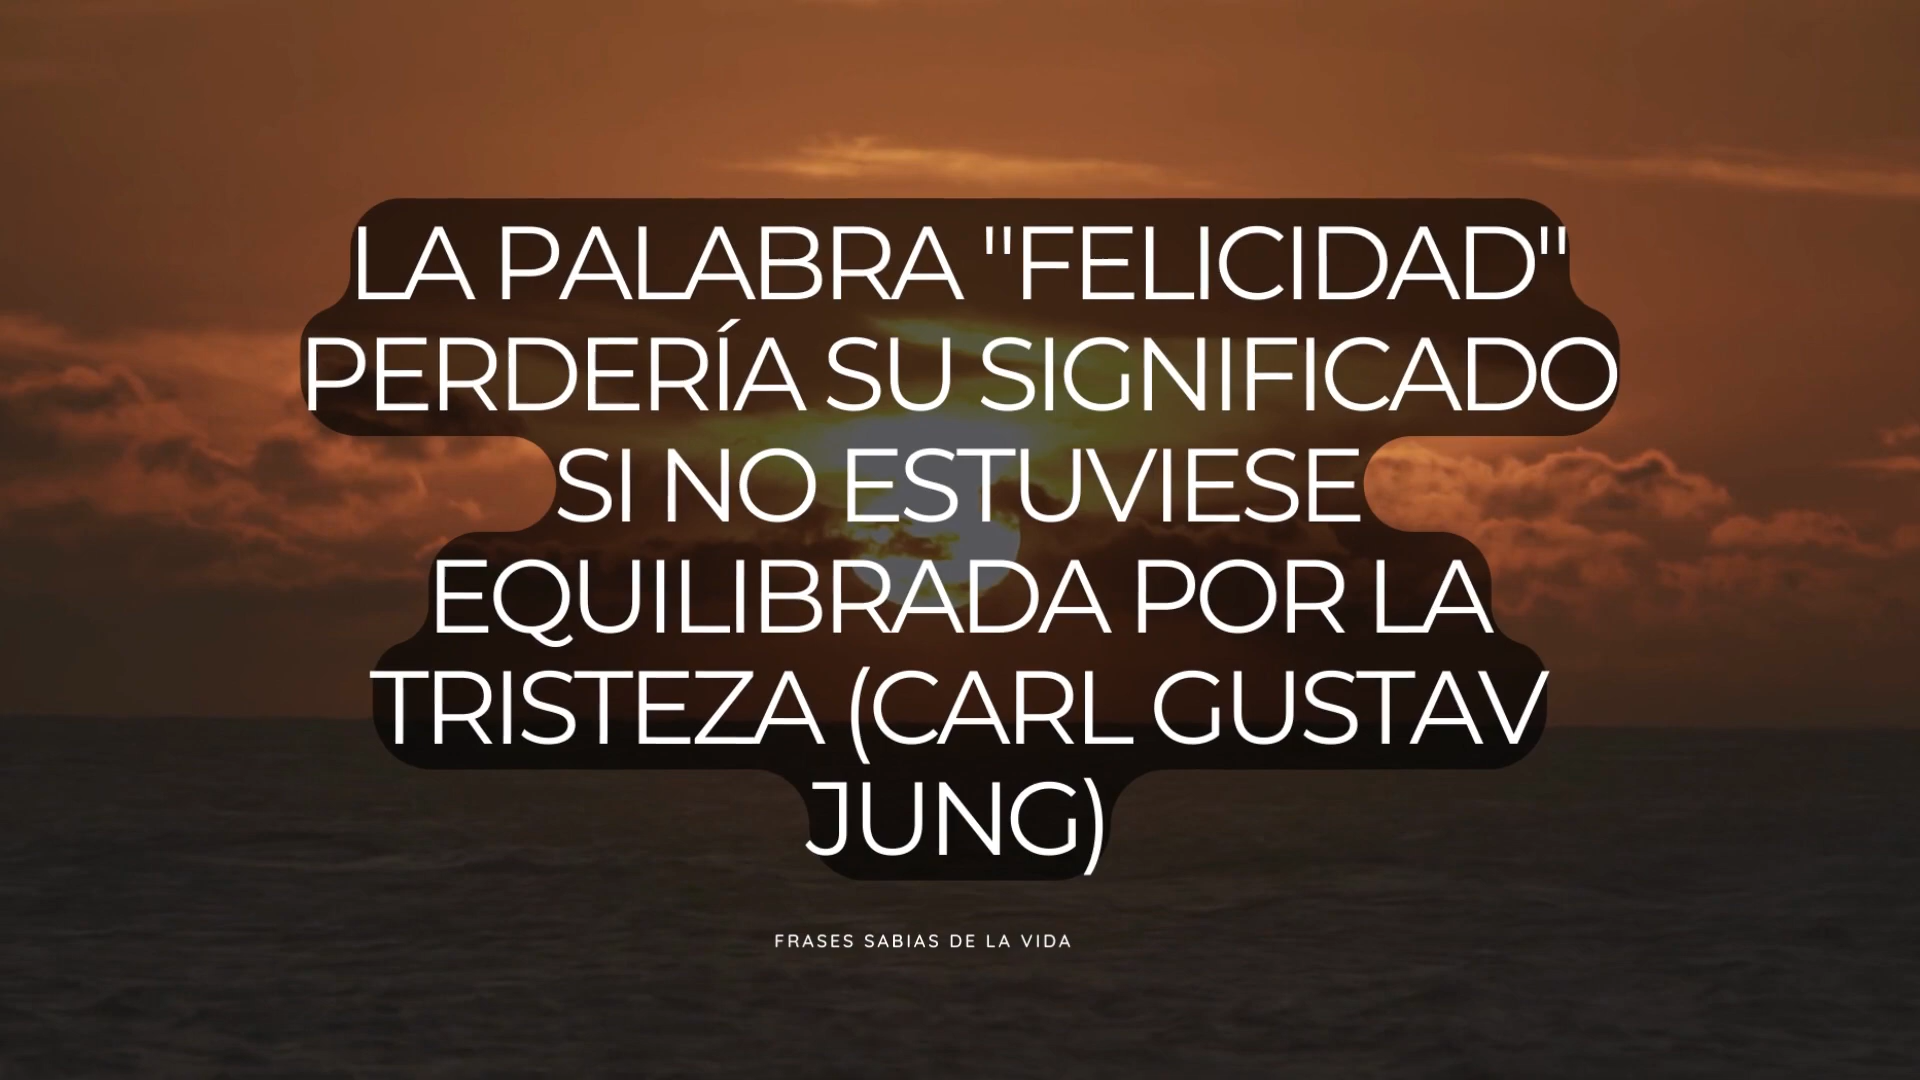 LA PALABRA "FELICIDAD"
PERDERÍA SU SIGNIFICADO
SI NO ESTUVIESE
EQUILIBRADA POR LA
TRISTEZA (CARL GUSTAV
JUNG)
FRASES SABIAS DE LA VIDA